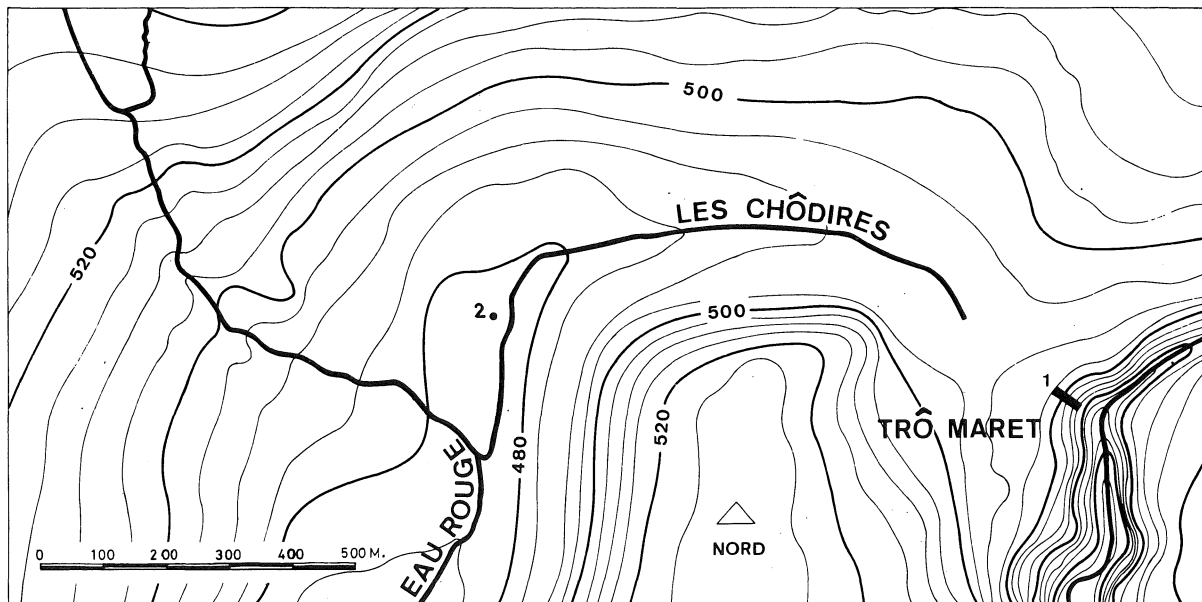 500
LES CHÔDIRES
520
2.
500
1
TRÔ MARET
520
480
EAU ROUGE
NORD
0 100 200 300 400 500 M.